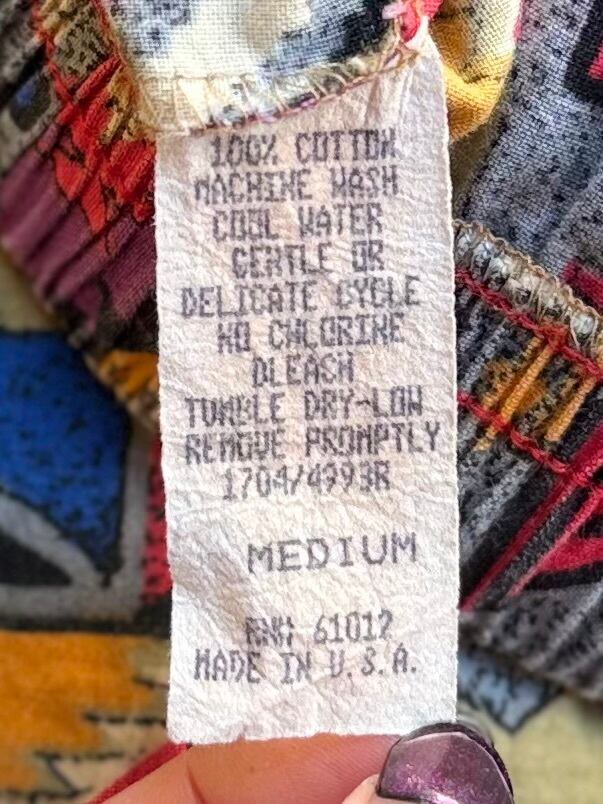 100% COTTON
MACHINE WASH
COOL WATER
GENTLE OR
DELICATE CYCLE
NO CHLORINE
BLEACH
TUMBLE DRY-LOW
REMOVE PROMPTLY
1704/4993R
MEDIUM
RN# 61012
MADE IN U.S.A.